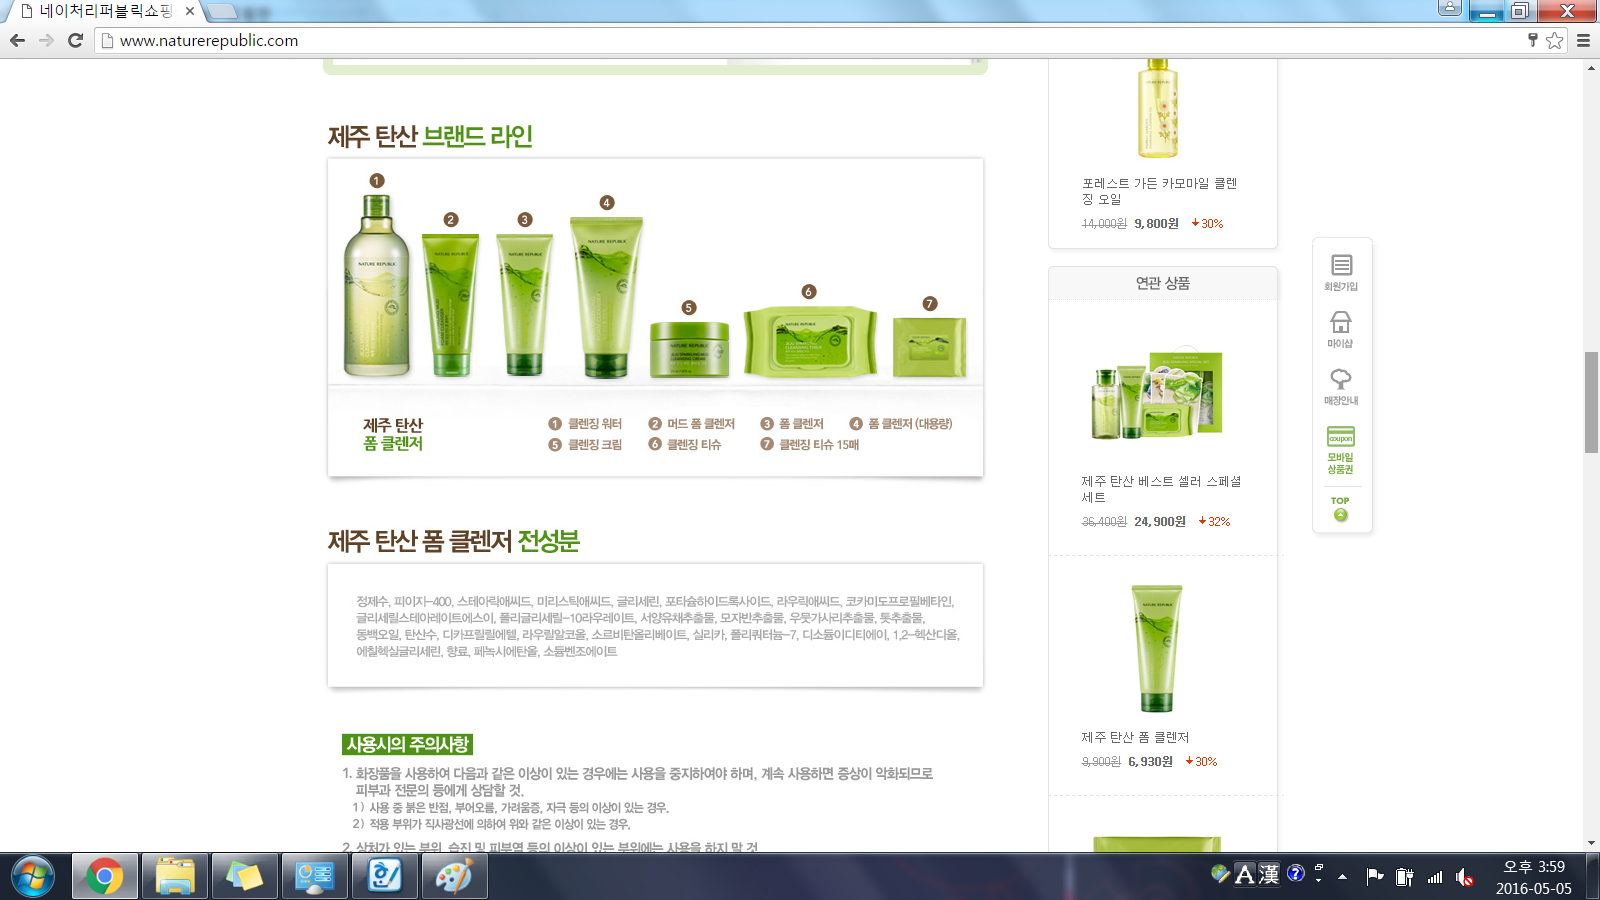 네이처리퍼블릭쇼핑
www.naturerepublic.com
제주 탄산 브랜드 라인
1
2
3
4
5
6
7
NATURE REPUBLIC
NATURE REPUBLIC
NATURE REPUBLIC
NATURE REPUBLIC
NATURE REPUBLIC
NATURE REPUBLIC
제주 탄산
폼 클렌저
1 클렌징 워터 2 머드 폼 클렌저 3 폼 클렌저 4 폼 클렌저 (대용량)
5 클렌징 크림 6 클렌징 티슈 7 클렌징 티슈 15매
제주 탄산 폼 클렌저 전성분
정제수, 피이지-400, 스테아릭애씨드, 미리스틱애씨드, 글리세린, 포타슘하이드록사이드, 라우릭애씨드, 코카미도프로필베타인,
글리세릴스테아레이트에스이, 폴리글리세릴-10라우레이트, 서양유채추출물, 모자반추출물, 우뭇가사리추출물, 톳추출물,
동백오일, 탄산수, 디카프릴릴에텔, 라우릴알코올, 소르비탄올리베이트, 실리카, 폴리쿼터늄-7, 디소듐이디티에이, 1,2-헥산디올,
에칠헥실글리세린, 향료, 페녹시에탄올, 소듐벤조에이트
사용시의 주의사항
1. 화장품을 사용하여 다음과 같은 이상이 있는 경우에는 사용을 중지하여야 하며, 계속 사용하면 증상이 악화되므로
피부과 전문의 등에게 상담할 것.
1) 사용 중 붉은 반점, 부어오름, 가려움증, 자극 등의 이상이 있는 경우.
2) 적용 부위가 직사광선에 의하여 위와 같은 이상이 있는 경우.
2. 상처가 있는 부위, 습진 및 피부염 등의 이상이 있는 부위에는 사용을 하지 말 것
포레스트 가든 카모마일 클렌
징 오일
14,000원 9,800원 30%
연관 상품
제주 탄산 베스트 셀러 스페셜
세트
36,400원 24,900원 32%
NATURE REPUBLIC
제주 탄산 폼 클렌저
9,900원 6,930원 30%
회원가입
마이샵
매장안내
coupon
모바일
상품권
TOP
A 漢
오후 3:59
2016-05-05